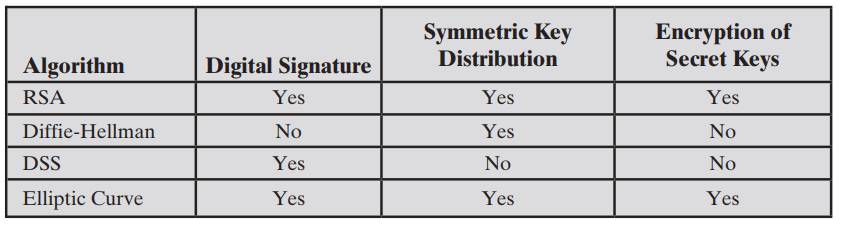 Algorithm Digital Signature Symmetric Key Distribution Encryption of Secret Keys
RSA Yes Yes Yes
Diffie-Hellman No Yes No
DSS Yes No No
Elliptic Curve Yes Yes Yes